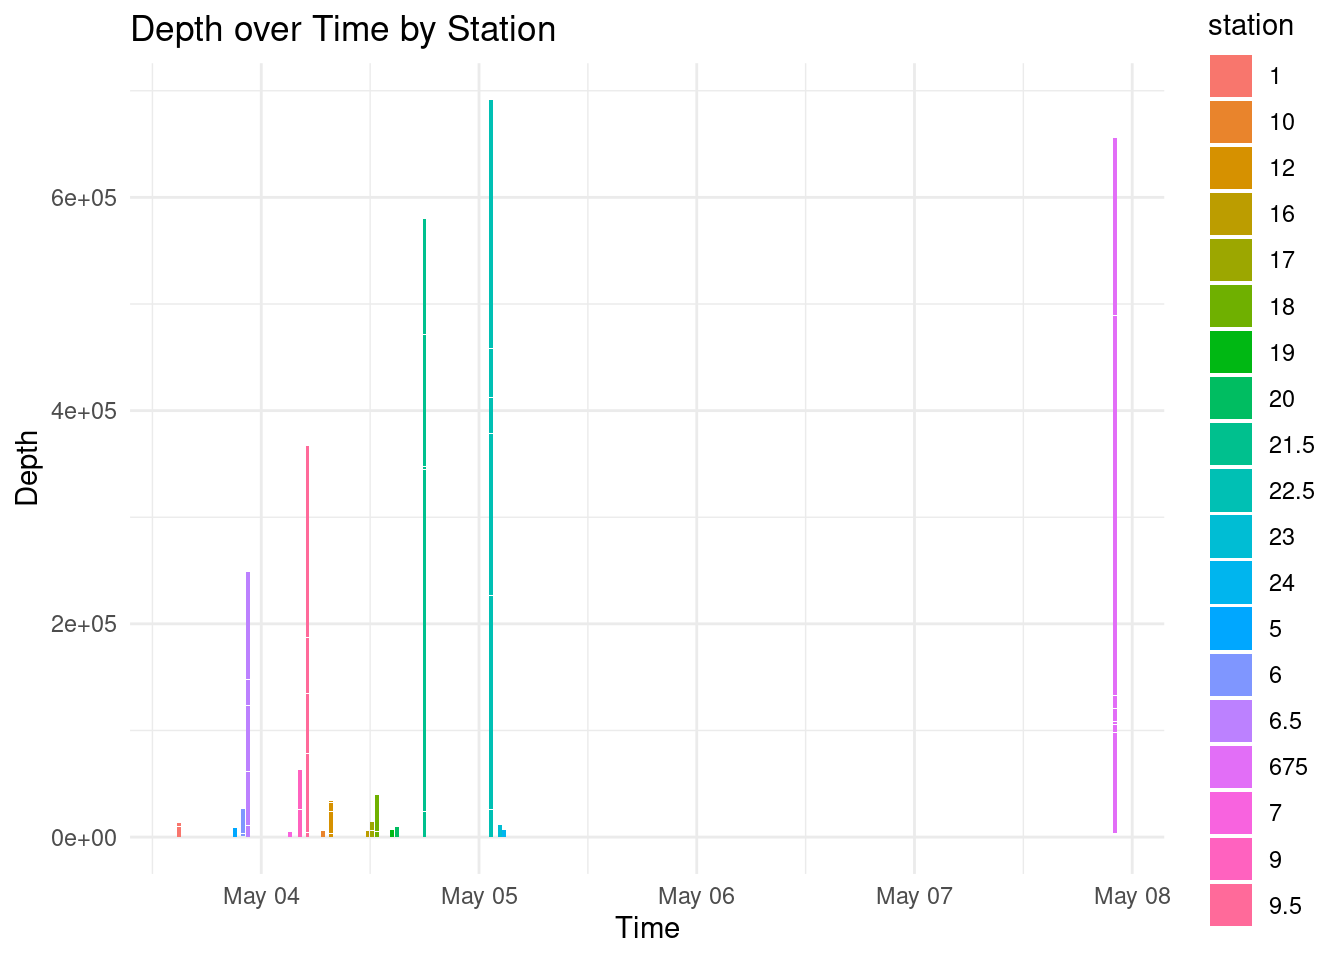 Depth over Time by Station
station
1
10
12
16
17
18
19
20
21.5
22.5
23
24
5
6
6.5
675
7
9
9.5
Depth
6e+05
4e+05
2e+05
0e+00
May 04 May 05 May 06 May 07 May 08
Time